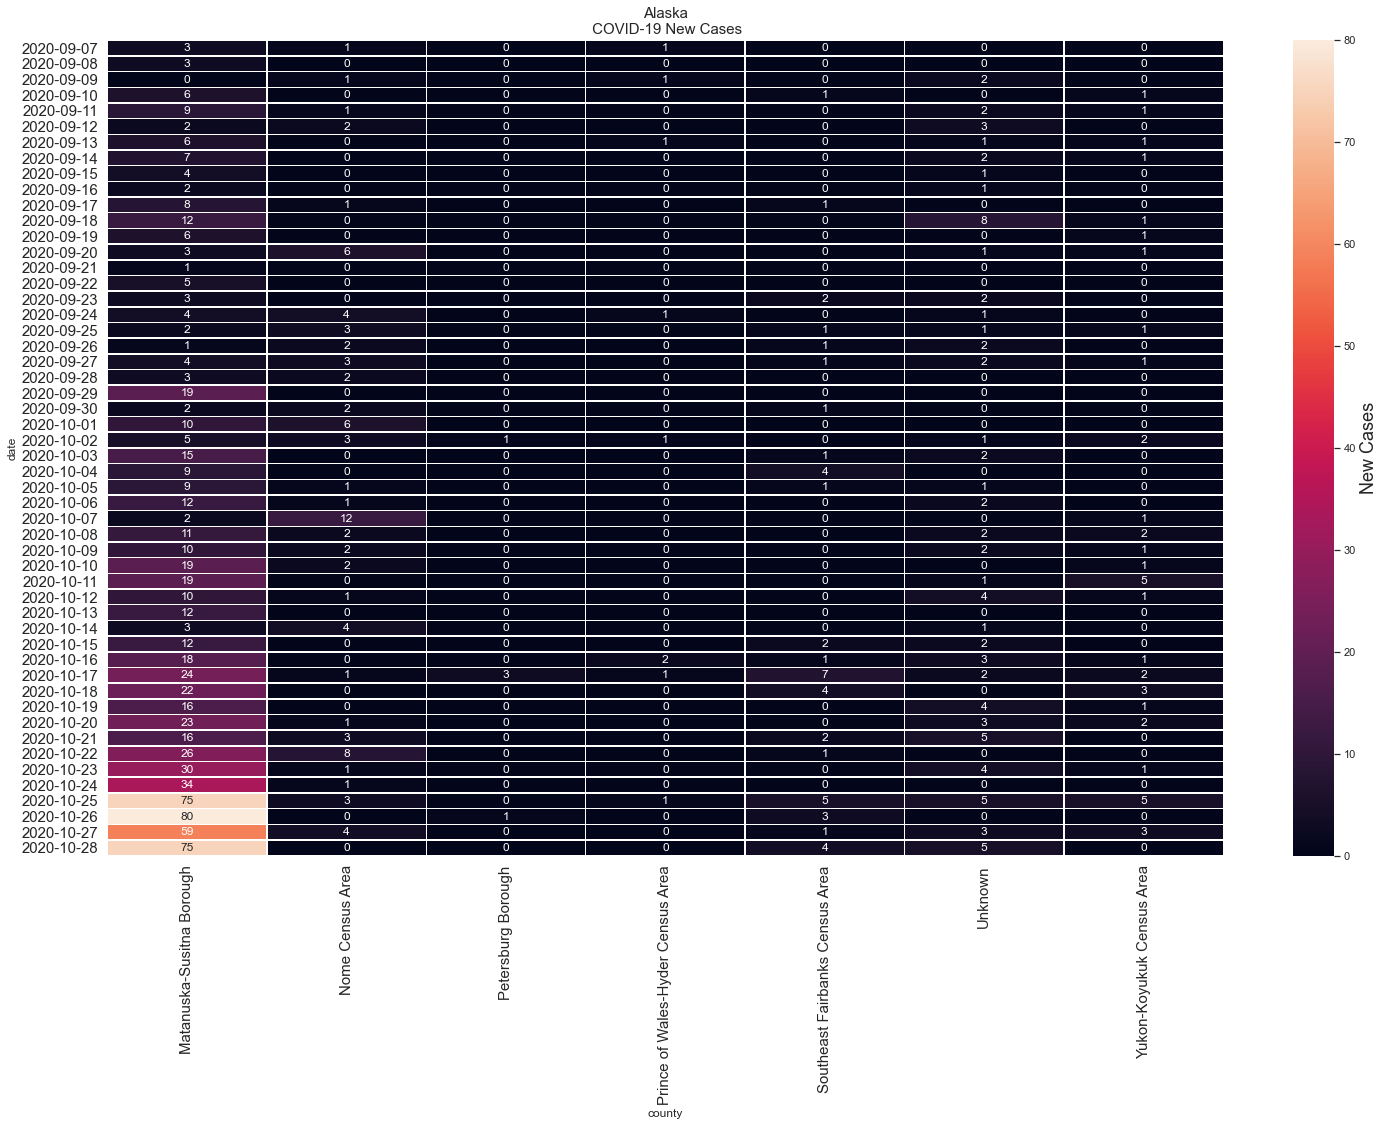 Alaska
COVID-19 New Cases
2020-09-07 3 1 0 1 0 0 0
2020-09-08 3 0 0 0 0 0 0
2020-09-09 0 1 0 1 0 2 0
2020-09-10 6 0 0 0 1 0 1
2020-09-11 9 1 0 0 0 2 1
2020-09-12 2 2 0 0 0 3 0
2020-09-13 6 0 0 1 0 1 1
2020-09-14 7 0 0 0 0 2 1
2020-09-15 4 0 0 0 0 1 0
2020-09-16 2 0 0 0 0 1 0
2020-09-17 8 1 0 0 1 0 0
2020-09-18 12 0 0 0 0 8 1
2020-09-19 6 0 0 0 0 0 1
2020-09-20 3 6 0 0 0 1 1
2020-09-21 1 0 0 0 0 0 0
2020-09-22 5 0 0 0 0 0 0
2020-09-23 3 0 0 0 2 2 0
2020-09-24 4 4 0 1 0 1 0
2020-09-25 2 3 0 0 1 1 1
2020-09-26 1 2 0 0 1 2 0
2020-09-27 4 3 0 0 1 2 1
2020-09-28 3 2 0 0 0 0 0
2020-09-29 19 0 0 0 0 0 0
2020-09-30 2 2 0 0 1 0 0
2020-10-01 10 6 0 0 0 0 0
2020-10-02 5 3 1 1 0 1 2
2020-10-03 15 0 0 0 1 2 0
2020-10-04 9 0 0 0 4 0 0
2020-10-05 9 1 0 0 1 1 0
2020-10-06 12 1 0 0 0 2 0
2020-10-07 2 12 0 0 0 0 1
2020-10-08 11 2 0 0 0 2 2
2020-10-09 10 2 0 0 0 2 1
2020-10-10 19 2 0 0 0 0 1
2020-10-11 19 0 0 0 0 1 5
2020-10-12 10 1 0 0 0 4 1
2020-10-13 12 0 0 0 0 0 0
2020-10-14 3 4 0 0 0 1 0
2020-10-15 12 0 0 0 2 2 0
2020-10-16 18 0 0 2 1 3 1
2020-10-17 24 1 3 1 7 2 2
2020-10-18 22 0 0 0 4 0 3
2020-10-19 16 0 0 0 0 4 1
2020-10-20 23 1 0 0 0 3 2
2020-10-21 16 3 0 0 2 5 0
2020-10-22 26 8 0 0 1 0 0
2020-10-23 30 1 0 0 0 4 1
2020-10-24 34 1 0 0 0 0 0
2020-10-25 75 3 0 1 5 5 5
2020-10-26 80 0 1 0 3 0 0
2020-10-27 59 4 0 0 1 3 3
2020-10-28 75 0 0 0 4 5 0
date
Matanuska-Susitna Borough
Nome Census Area
Petersburg Borough
Prince of Wales-Hyder Census Area
Southeast Fairbanks Census Area
Unknown
Yukon-Koyukuk Census Area
county
80
70
60
50
40
30
20
10
0
New Cases